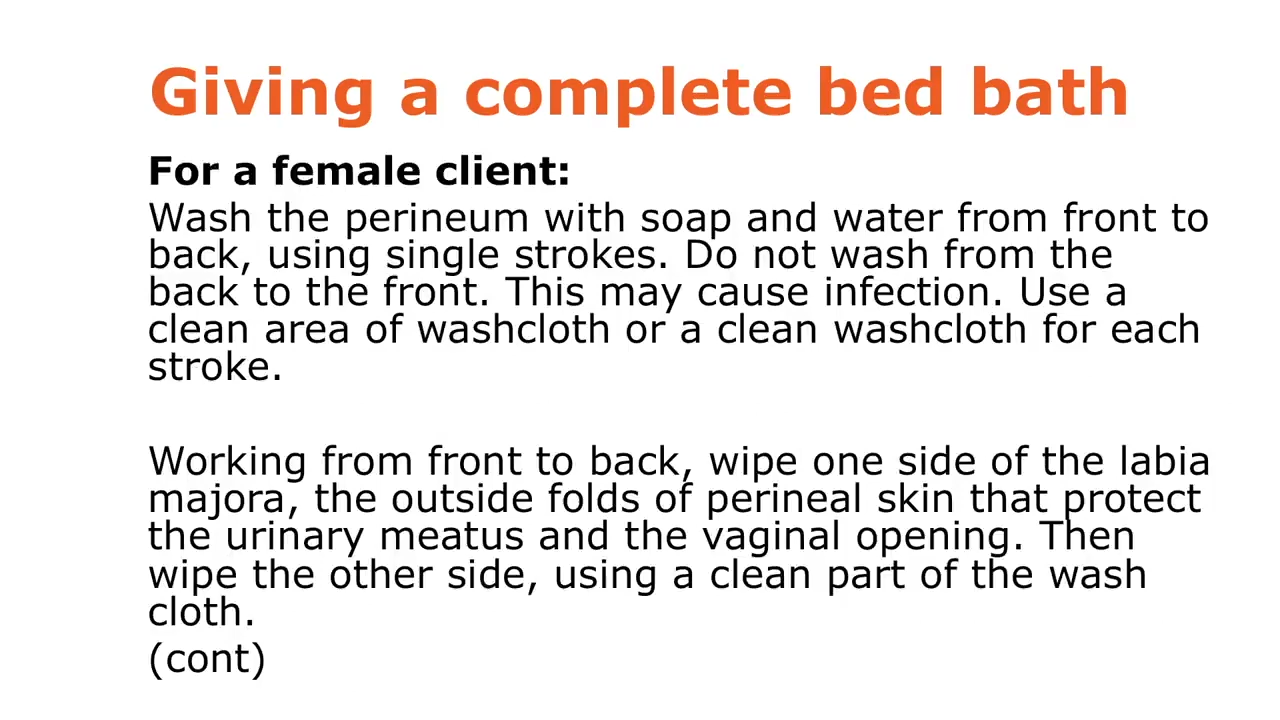 Giving a complete bed bath
For a female client:
Wash the perineum with soap and water from front to
back, using single strokes. Do not wash from the
back to the front. This may cause infection. Use a
clean area of washcloth or a clean washcloth for each
stroke.
Working from front to back, wipe one side of the labia
majora, the outside folds of perineal skin that protect
the urinary meatus and the vaginal opening. Then
wipe the other side, using a clean part of the wash
cloth.
(cont)